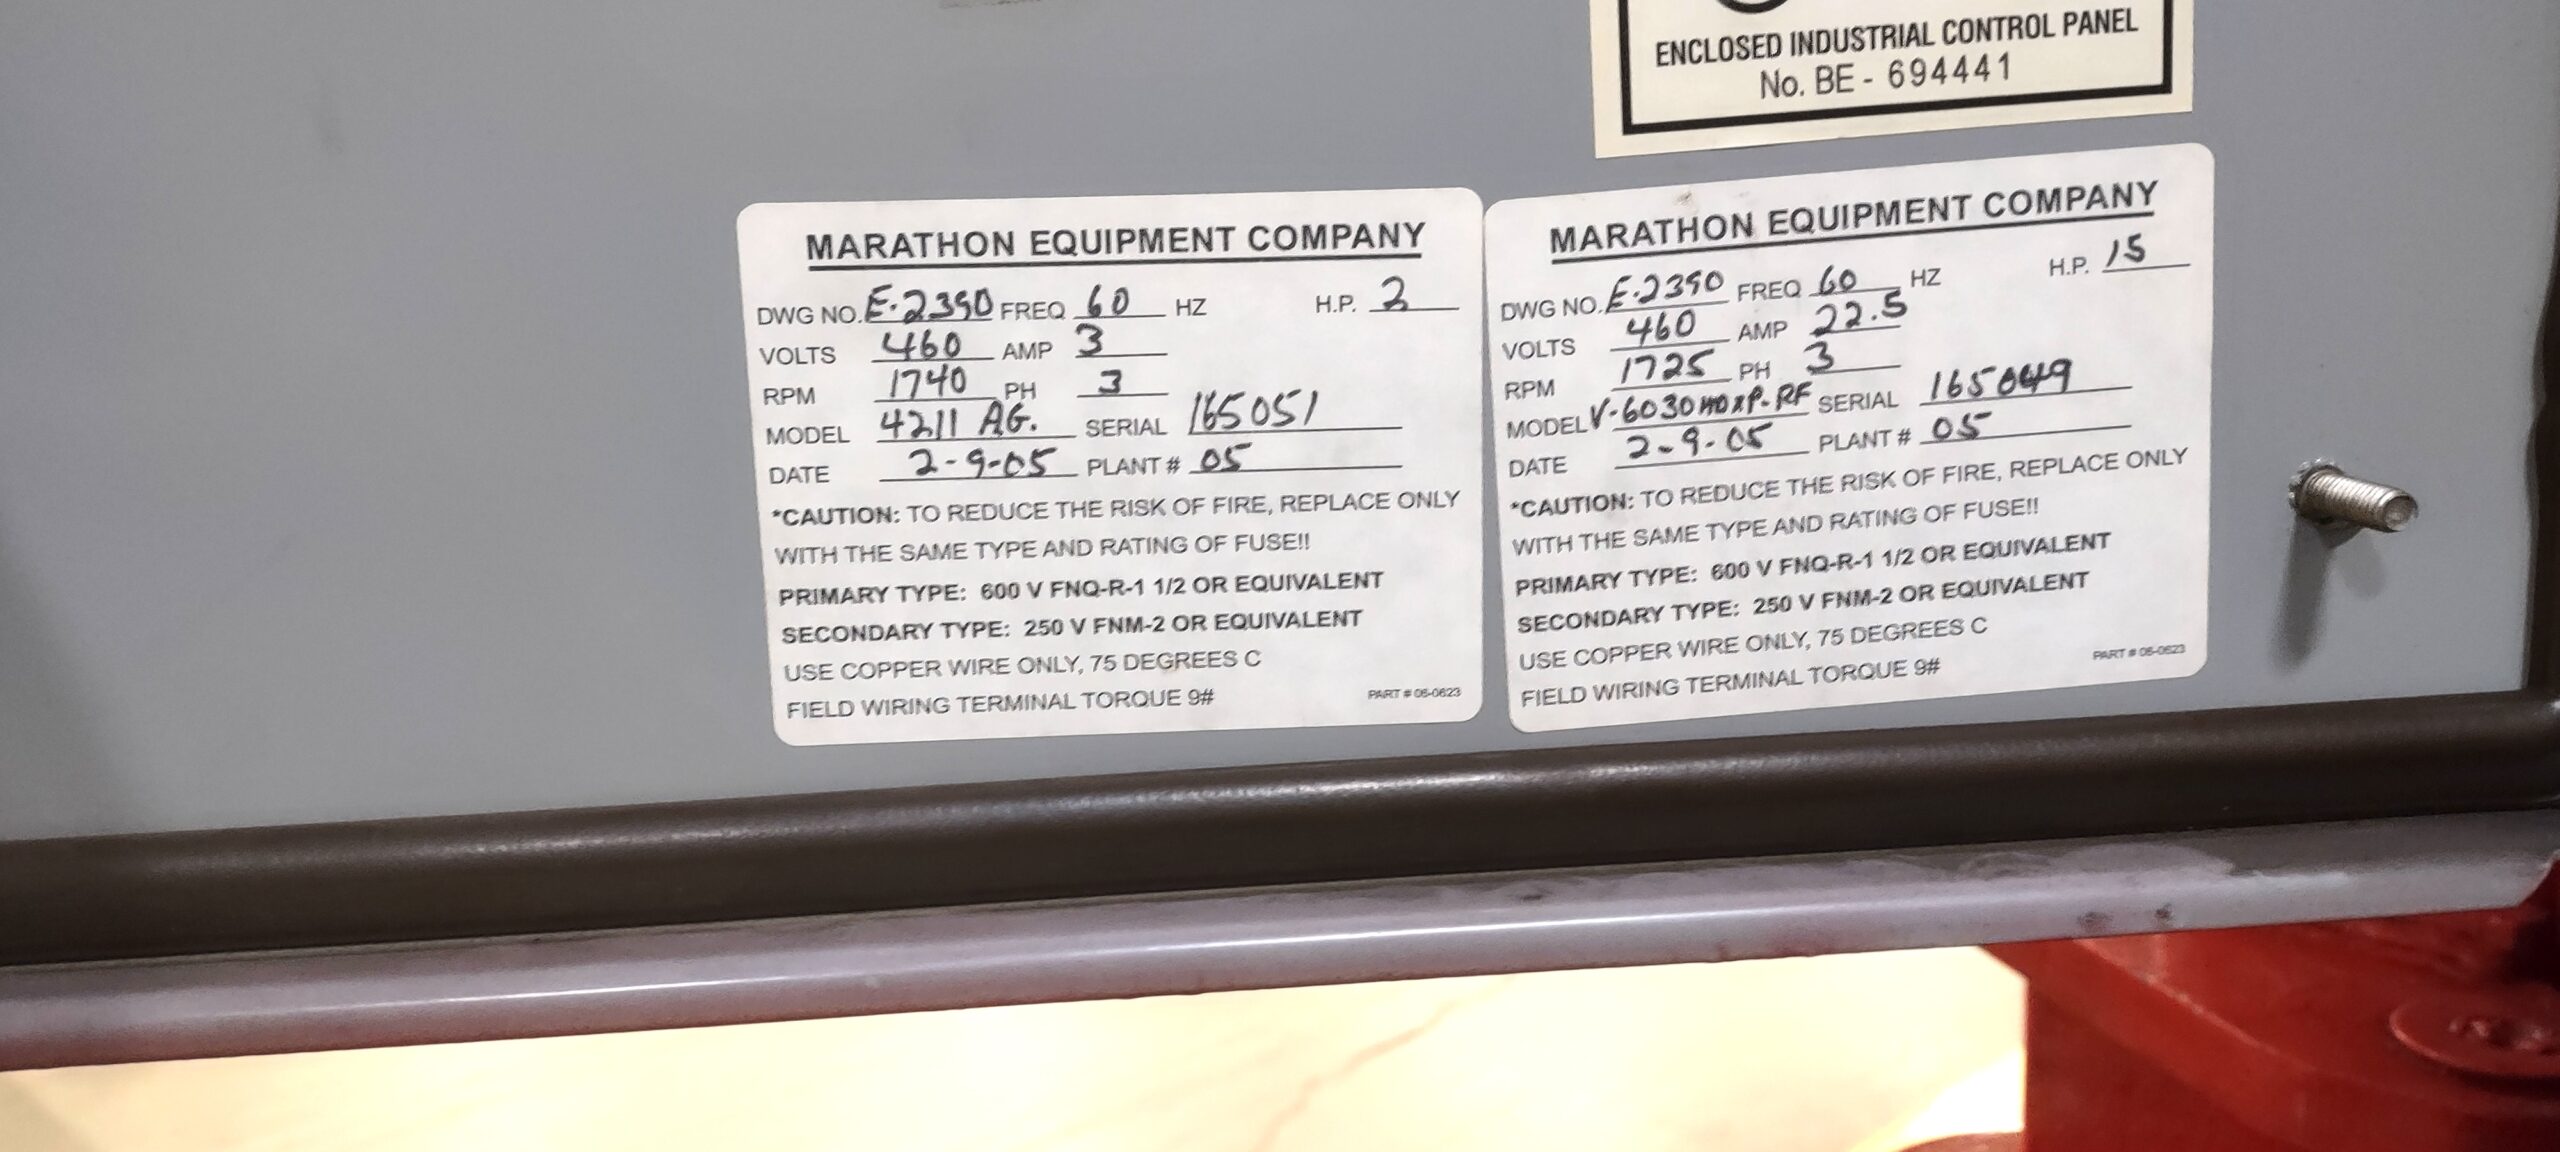 ENCLOSED INDUSTRIAL CONTROL PANEL
No. BE - 694441
MARATHON EQUIPMENT COMPANY
DWG NO. E-2390 FREQ 60 HZ H.P. 2
VOLTS 460 AMP 3
RPM 1740 PH 3
MODEL 4211 AG. SERIAL 165051
DATE 2-9-05 PLANT # 05
*CAUTION: TO REDUCE THE RISK OF FIRE, REPLACE ONLY
WITH THE SAME TYPE AND RATING OF FUSE!!
PRIMARY TYPE: 600 V FNQ-R-1 1/2 OR EQUIVALENT
SECONDARY TYPE: 250 V FNM-2 OR EQUIVALENT
USE COPPER WIRE ONLY, 75 DEGREES C
FIELD WIRING TERMINAL TORQUE 9# PART # 06-0623
MARATHON EQUIPMENT COMPANY
DWG NO. E-2390 FREQ 60 HZ H.P. 15
VOLTS 460 AMP 22.5
RPM 1725 PH 3
MODEL SERIAL 165049
DATE 2-9-05 PLANT # 05
*CAUTION: TO REDUCE THE RISK OF FIRE, REPLACE ONLY
WITH THE SAME TYPE AND RATING OF FUSE!!
PRIMARY TYPE: 600 V FNQ-R-1 1/2 OR EQUIVALENT
SECONDARY TYPE: 250 V FNM-2 OR EQUIVALENT
USE COPPER WIRE ONLY, 75 DEGREES C
FIELD WIRING TERMINAL TORQUE 9# PART # 06-0623